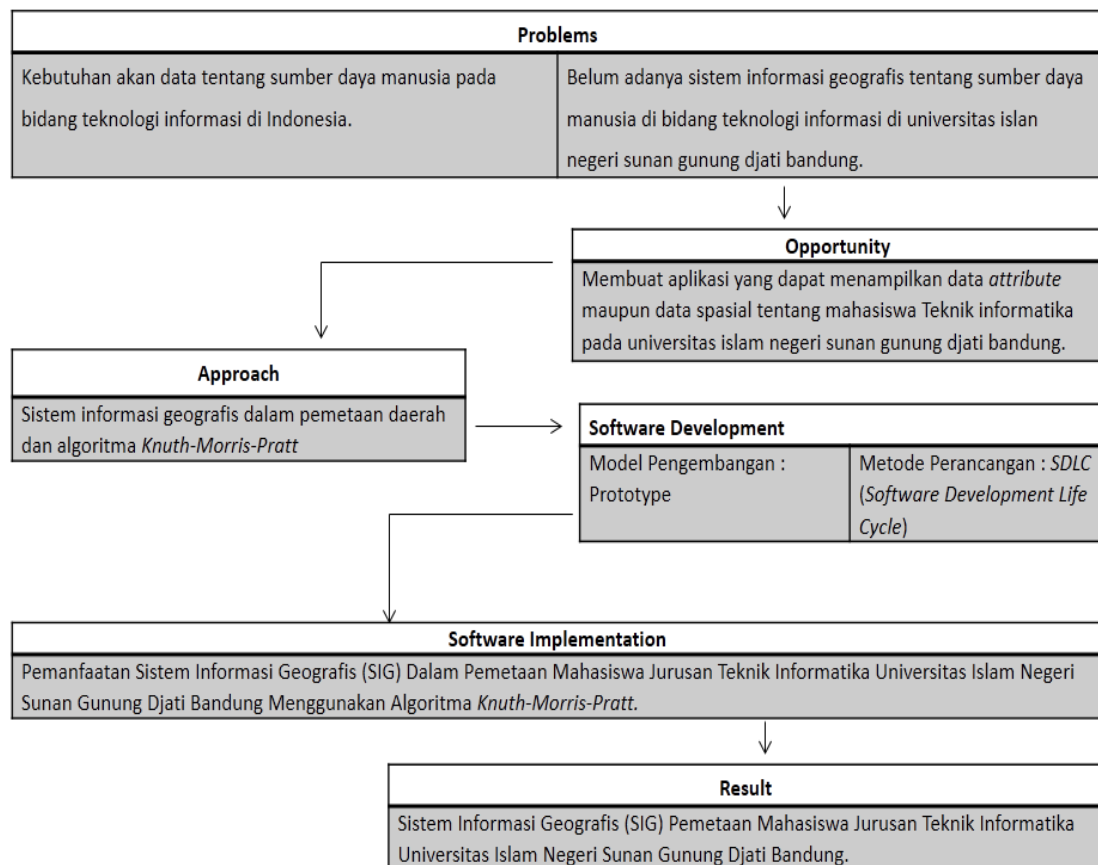 Problems
Kebutuhan akan data tentang sumber daya manusia pada
bidang teknologi informasi di Indonesia.
Belum adanya sistem informasi geografis tentang sumber daya
manusia di bidang teknologi informasi di universitas islan
negeri sunan gunung djati bandung.
Opportunity
Membuat aplikasi yang dapat menampilkan data attribute
maupun data spasial tentang mahasiswa Teknik informatika
pada universitas islam negeri sunan gunung djati bandung.
Approach
Sistem informasi geografis dalam pemetaan daerah
dan algoritma Knuth-Morris-Pratt
Software Development
Model Pengembangan :
Prototype
Metode Perancangan : SDLC
(Software Development Life
Cycle)
Software Implementation
Pemanfaatan Sistem Informasi Geografis (SIG) Dalam Pemetaan Mahasiswa Jurusan Teknik Informatika Universitas Islam Negeri
Sunan Gunung Djati Bandung Menggunakan Algoritma Knuth-Morris-Pratt.
Result
Sistem Informasi Geografis (SIG) Pemetaan Mahasiswa Jurusan Teknik Informatika
Universitas Islam Negeri Sunan Gunung Djati Bandung.